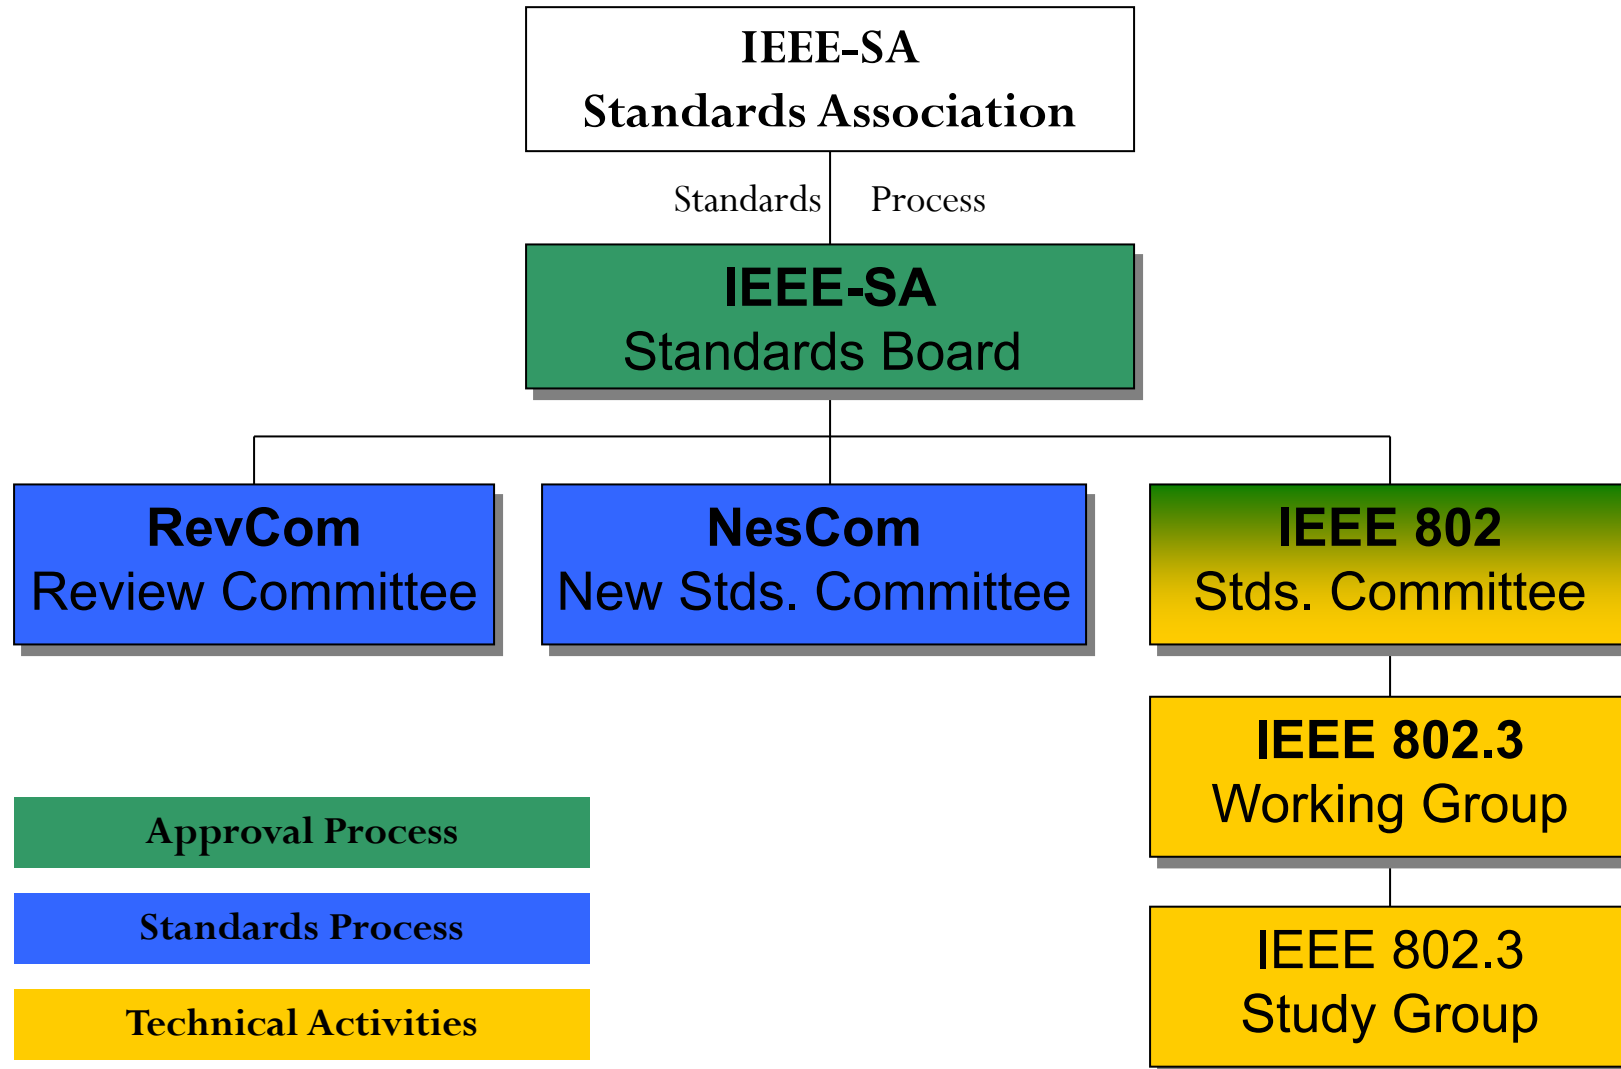 IEEE-SA
Standards Association
Standards Process
IEEE-SA
Standards Board
RevCom
Review Committee
NesCom
New Stds. Committee
IEEE 802
Stds. Committee
IEEE 802.3
Working Group
IEEE 802.3
Study Group
Approval Process
Standards Process
Technical Activities